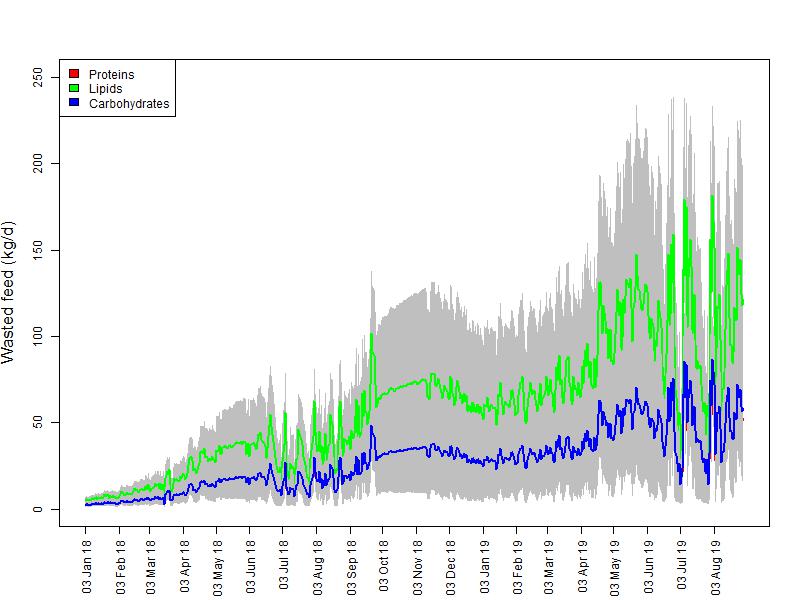 Proteins
Lipids
Carbohydrates
Wasted feed (kg/d)
250
200
150
100
50
0
03 Jan 18
03 Feb 18
03 Mar 18
03 Apr 18
03 May 18
03 Jun 18
03 Jul 18
03 Aug 18
03 Sep 18
03 Oct 18
03 Nov 18
03 Dec 18
03 Jan 19
03 Feb 19
03 Mar 19
03 Apr 19
03 May 19
03 Jun 19
03 Jul 19
03 Aug 19